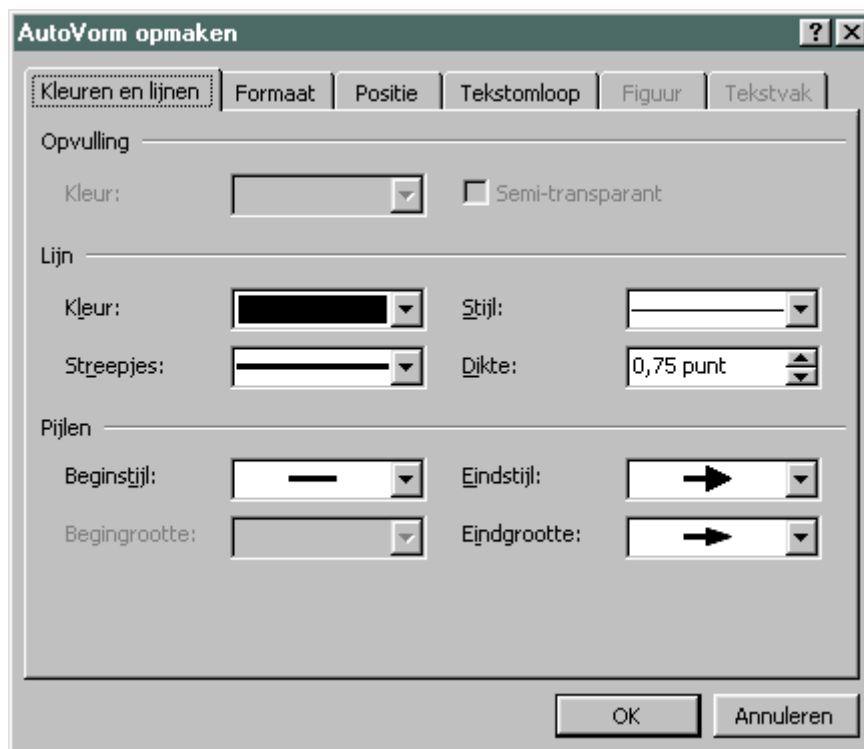 AutoVorm opmaken
Kleuren en lijnen Formaat Positie Tekstomloop Figuur Tekstvak
Opvulling
Kleur: Semi-transparant
Lijn
Kleur: Stijl:
Streepjes: Dikte: 0,75 punt
Pijlen
Beginstijl: Eindstijl:
Begingrootte: Eindgrootte:
OK Annuleren